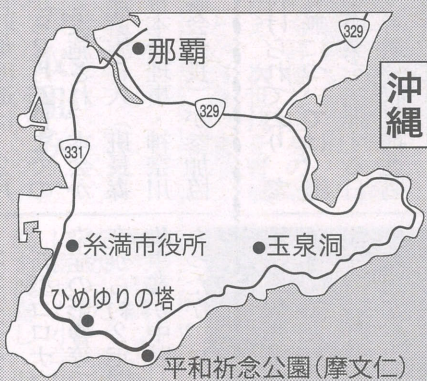 329
那覇
沖縄
329
331
糸満市役所
玉泉洞
ひめゆりの塔
平和祈念公園(摩文仁)